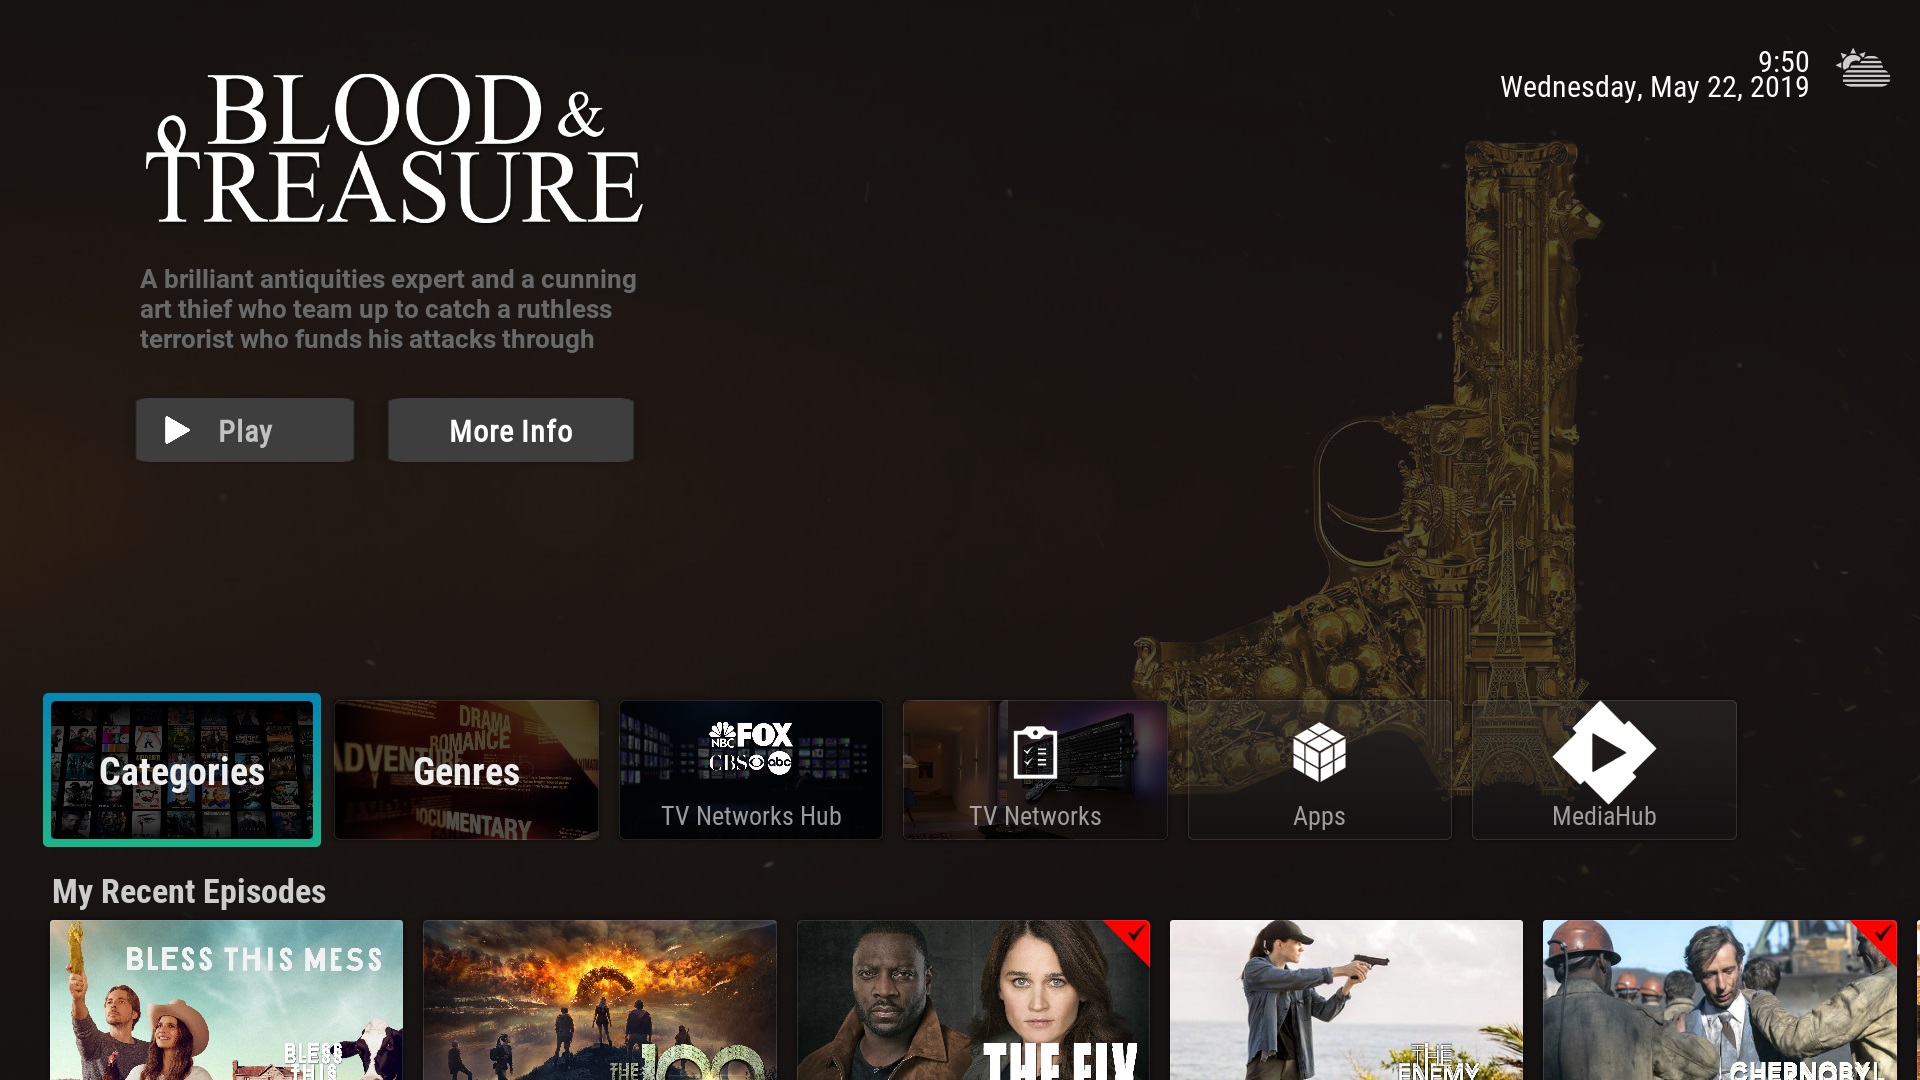 BLOOD &
TREASURE
9:50
Wednesday, May 22, 2019
A brilliant antiquities expert and a cunning
art thief who team up to catch a ruthless
terrorist who funds his attacks through
Play
More Info
Categories
DRAMA
ROMANCE
Genres
DOCUMENTARY
NBC FOX
CBS abc
TV Networks Hub
TV Networks
Apps
MediaHub
My Recent Episodes
BLESS THIS MESS
BLESS
THIS
THE 100
THE FIX
THE
ENEMY
CHERNOBYL